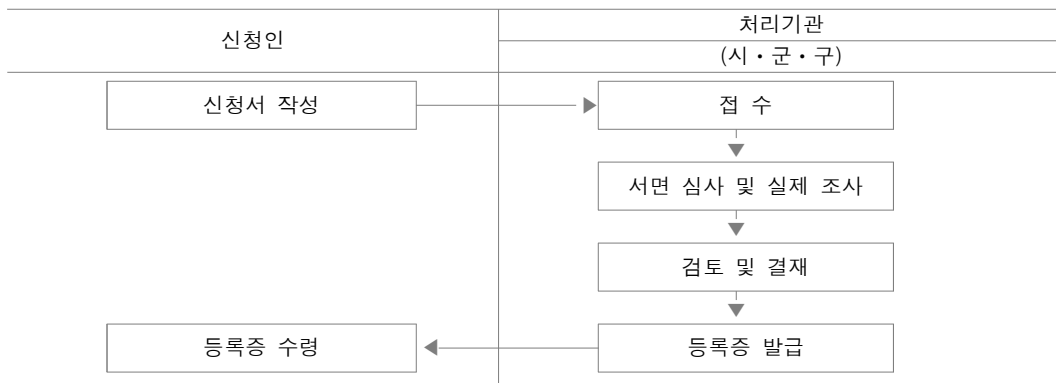 신청인
처리기관
(시・군・구)
신청서 작성
접 수
서면 심사 및 실제 조사
검토 및 결재
등록증 수령
등록증 발급